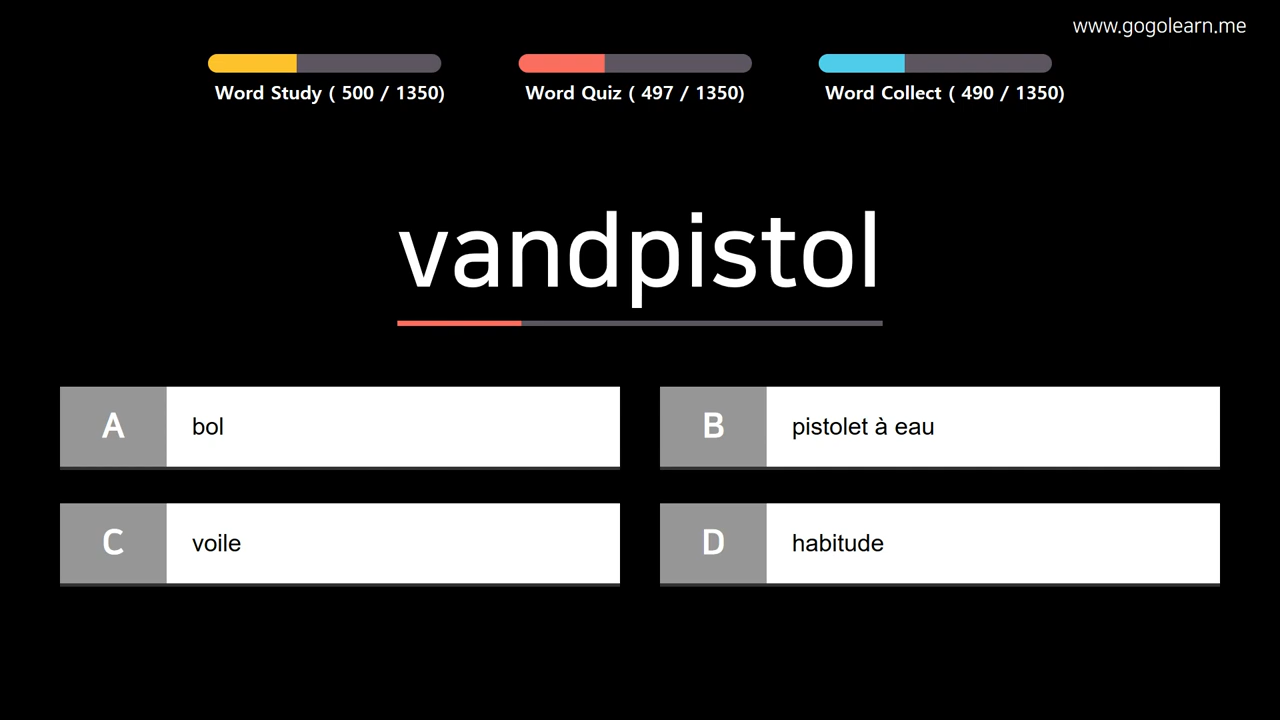 www.gogolearn.me
Word Study ( 500 / 1350)
Word Quiz ( 497 / 1350)
Word Collect ( 490 / 1350)
vandpistol
A
bol
B
pistolet à eau
C
voile
D
habitude